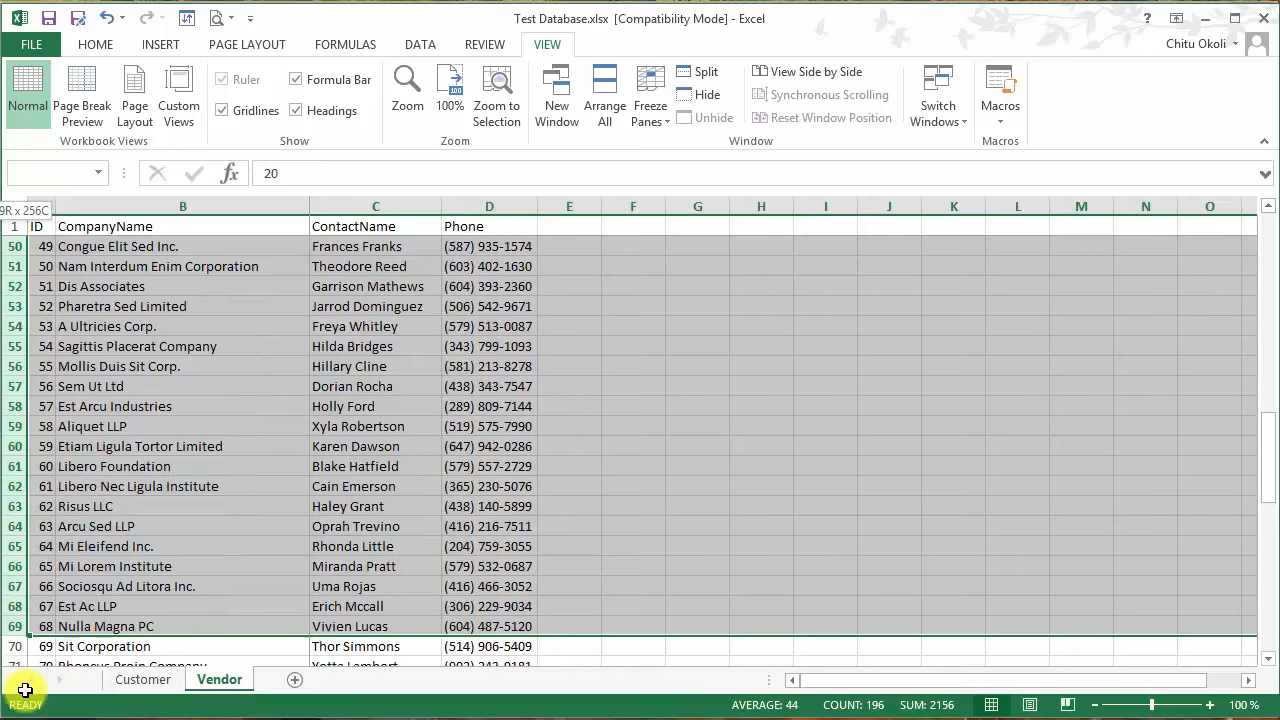 Test Database.xlsx [Compatibility Mode] - Excel
FILE HOME INSERT PAGE LAYOUT FORMULAS DATA REVIEW VIEW Chitu Okoli
Normal Page Break Preview Page Layout Custom Views
Ruler Formula Bar
Gridlines Headings
Zoom 100% Zoom to Selection
New Window Arrange All Freeze Panes
Split
Hide
Unhide
View Side by Side
Synchronous Scrolling
Reset Window Position
Switch Windows
Macros
Workbook Views Show Zoom Window Macros
fx 20
9R x 256C B C D E F G H I J K L M N O
1 ID CompanyName ContactName Phone
50 49 Congue Elit Sed Inc. Frances Franks (587) 935-1574
51 50 Nam Interdum Enim Corporation Theodore Reed (603) 402-1630
52 51 Dis Associates Garrison Mathews (604) 393-2360
53 52 Pharetra Sed Limited Jarrod Dominguez (506) 542-9671
54 53 A Ultricies Corp. Freya Whitley (579) 513-0087
55 54 Sagittis Placerat Company Hilda Bridges (343) 799-1093
56 55 Mollis Duis Sit Corp. Hillary Cline (581) 213-8278
57 56 Sem Ut Ltd Dorian Rocha (438) 343-7547
58 57 Est Arcu Industries Holly Ford (289) 809-7144
59 58 Aliquet LLP Xyla Robertson (519) 575-7990
60 59 Etiam Ligula Tortor Limited Karen Dawson (647) 942-0286
61 60 Libero Foundation Blake Hatfield (579) 557-2729
62 61 Libero Nec Ligula Institute Cain Emerson (365) 230-5076
63 62 Risus LLC Haley Grant (438) 140-5899
64 63 Arcu Sed LLP Oprah Trevino (416) 216-7511
65 64 Mi Eleifend Inc. Rhonda Little (204) 759-3055
66 65 Mi Lorem Institute Miranda Pratt (579) 532-0687
67 66 Sociosqu Ad Litora Inc. Uma Rojas (416) 466-3052
68 67 Est Ac LLP Erich Mccall (306) 229-9034
69 68 Nulla Magna PC Vivien Lucas (604) 487-5120
70 69 Sit Corporation Thor Simmons (514) 906-5409
Customer Vendor
READY AVERAGE: 44 COUNT: 196 SUM: 2156 100 %